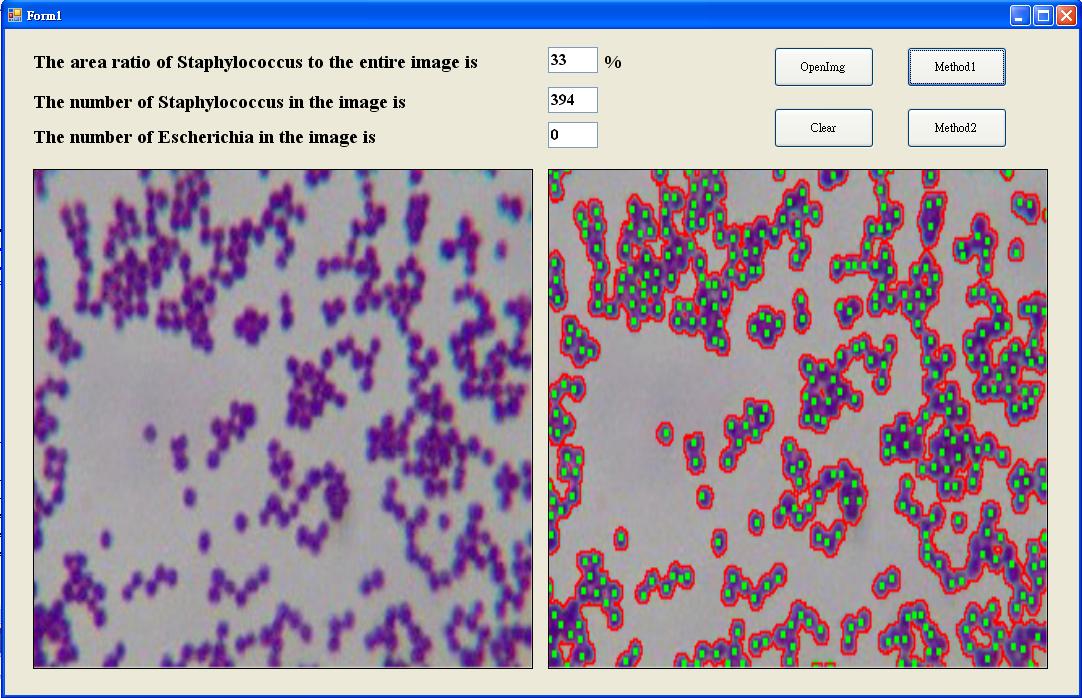 Form1
The area ratio of Staphylococcus to the entire image is 33 %
The number of Staphylococcus in the image is 394
The number of Escherichia in the image is 0
OpenImg Method1
Clear Method2